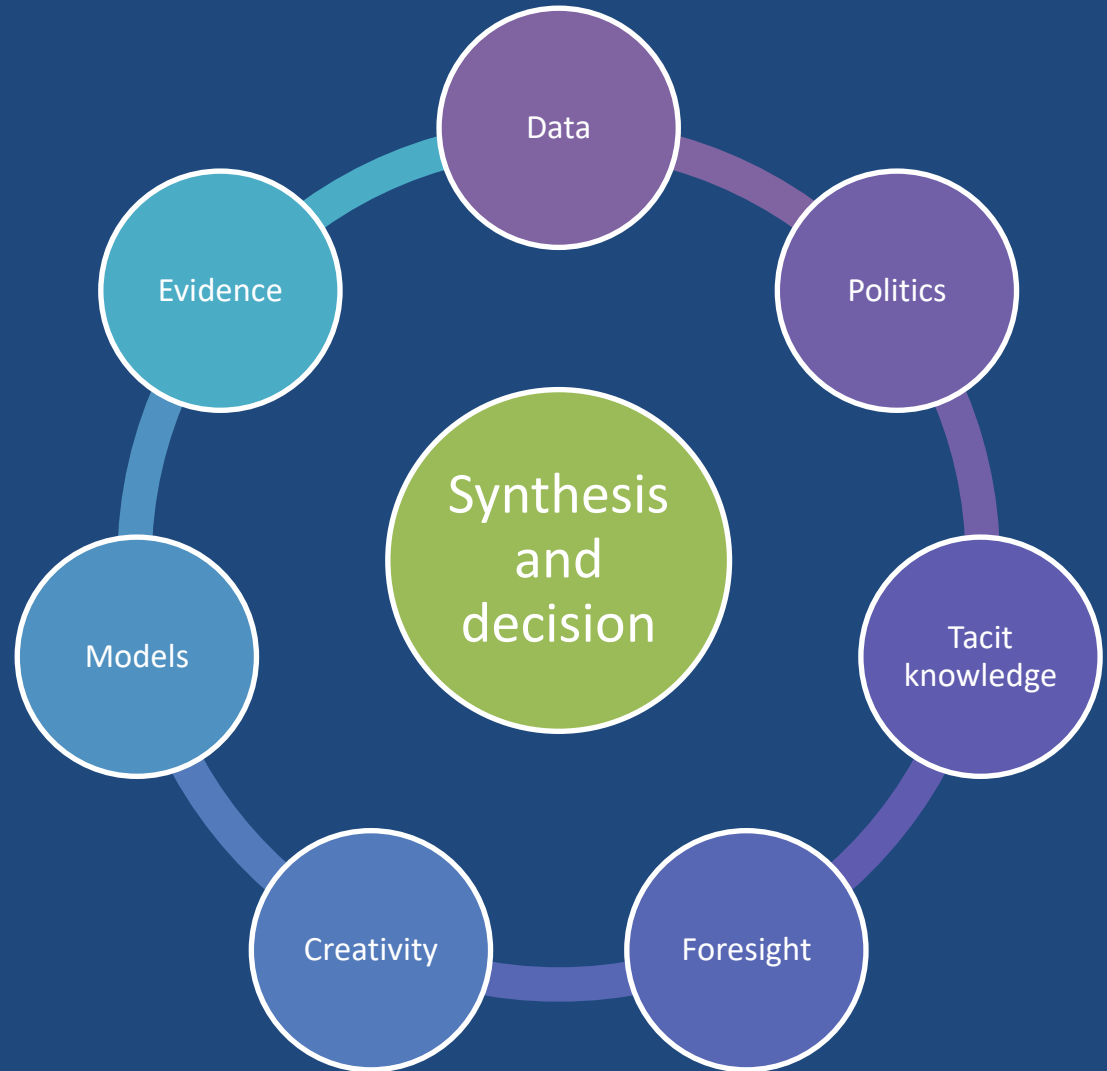 Data
Politics
Tacit
knowledge
Foresight
Creativity
Models
Evidence
Synthesis
and
decision